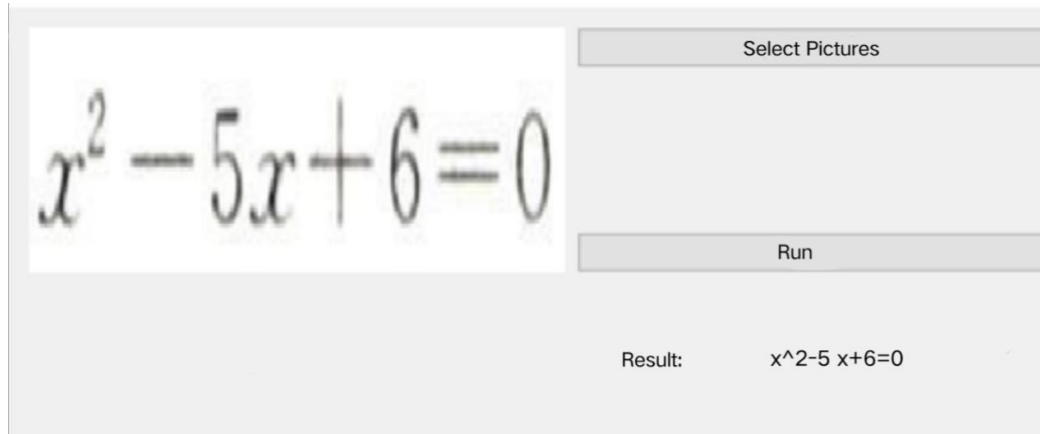 x² − 5x + 6 = 0
Select Pictures
Run
Result: x^2-5 x+6=0